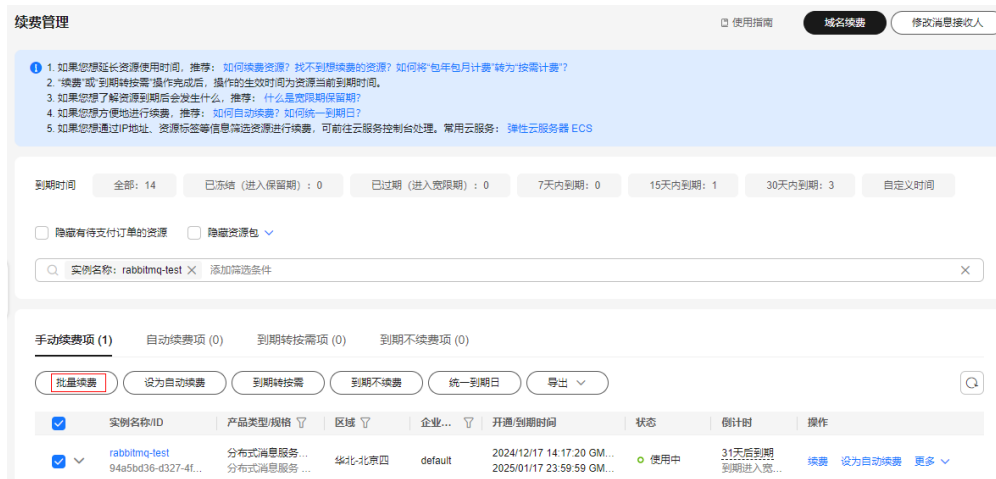 续费管理
使用指南 域名续费 修改消息接收人
1. 如果您想延长资源使用时间，推荐： 如何续费资源？找不到想续费的资源？如何将“包年包月计费”转为“按需计费”？
2. “续费”或“到期转按需”操作完成后，操作的生效时间为资源当前到期时间。
3. 如果您想了解资源到期后会发生什么，推荐： 什么是宽限期保留期？
4. 如果您想方便地进行续费，推荐： 如何自动续费？如何统一到期日？
5. 如果您想通过IP地址、资源标签等信息筛选资源进行续费，可前往云服务控制台处理。常用云服务： 弹性云服务器 ECS
到期时间 全部：14 已冻结（进入保留期）：0 已过期（进入宽限期）：0 7天内到期：0 15天内到期：1 30天内到期：3 自定义时间
隐藏有待支付订单的资源 隐藏资源包
实例名称：rabbitmq-test 添加筛选条件
手动续费项 (1) 自动续费项 (0) 到期转按需项 (0) 到期不续费项 (0)
批量续费 设为自动续费 到期转按需 到期不续费 统一到期日 导出
实例名称/ID 产品类型/规格 区域 企业... 开通/到期时间 状态 倒计时 操作
rabbitmq-test 分布式消息服务... 华北-北京四 default 2024/12/17 14:17:20 GM... 使用中 31天后到期 续费 设为自动续费 更多
94a5bd36-d327-4f... 分布式消息服务 ... 2025/01/17 23:59:59 GM... 到期进入宽...